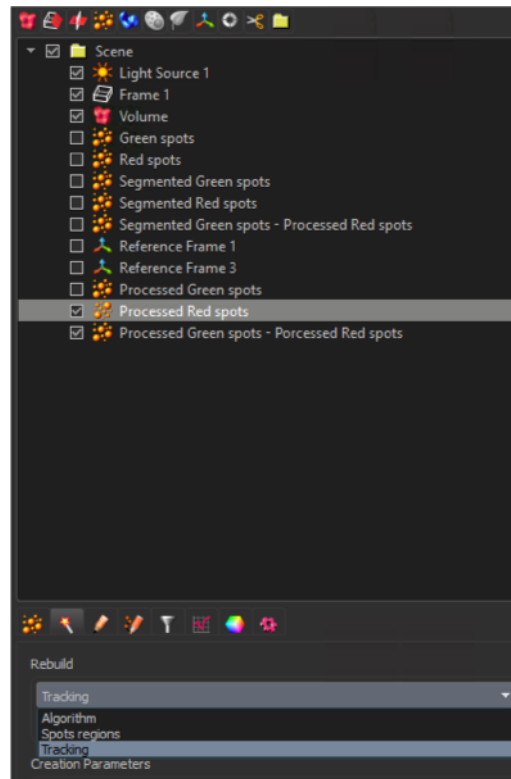 Scene
Light Source 1
Frame 1
Volume
Green spots
Red spots
Segmented Green spots
Segmented Red spots
Segmented Green spots - Processed Red spots
Reference Frame 1
Reference Frame 3
Processed Green spots
Processed Red spots
Processed Green spots - Porcessed Red spots
Rebuild
Tracking
Algorithm
Spots regions
Tracking
Creation Parameters